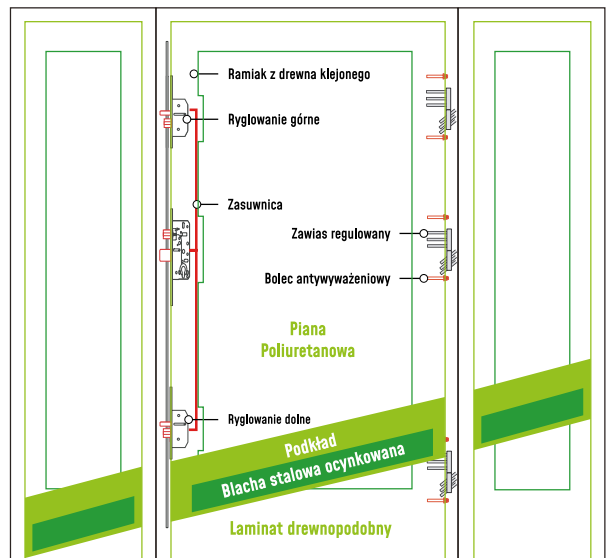 Ramiak z drewna klejonego
Ryglowanie górne
Zasuwnica
Zawias regulowany
Bolec antywyważeniowy
Piana
Poliuretanowa
Ryglowanie dolne
Podkład
Blacha stalowa ocynkowana
Laminat drewnopodobny